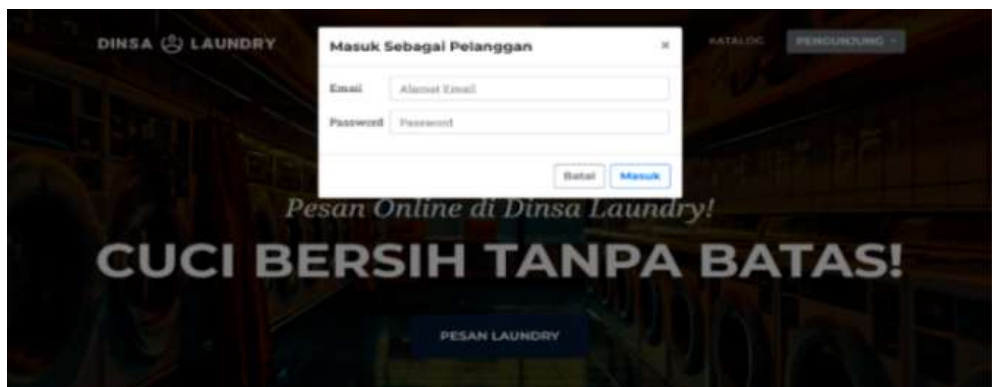 DINSA LAUNDRY
Masuk Sebagai Pelanggan ×
KATALOG PENGUNJUNG
Email Alamat Email
Password Password
Batal Masuk
Pesan Online di Dinsa Laundry!
CUCI BERSIH TANPA BATAS!
PESAN LAUNDRY